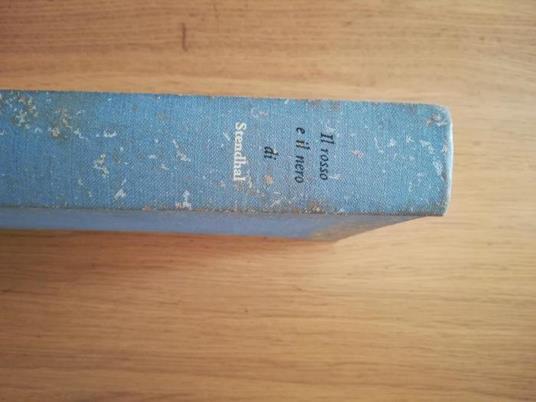 Il rosso
e il nero
di
Stendhal